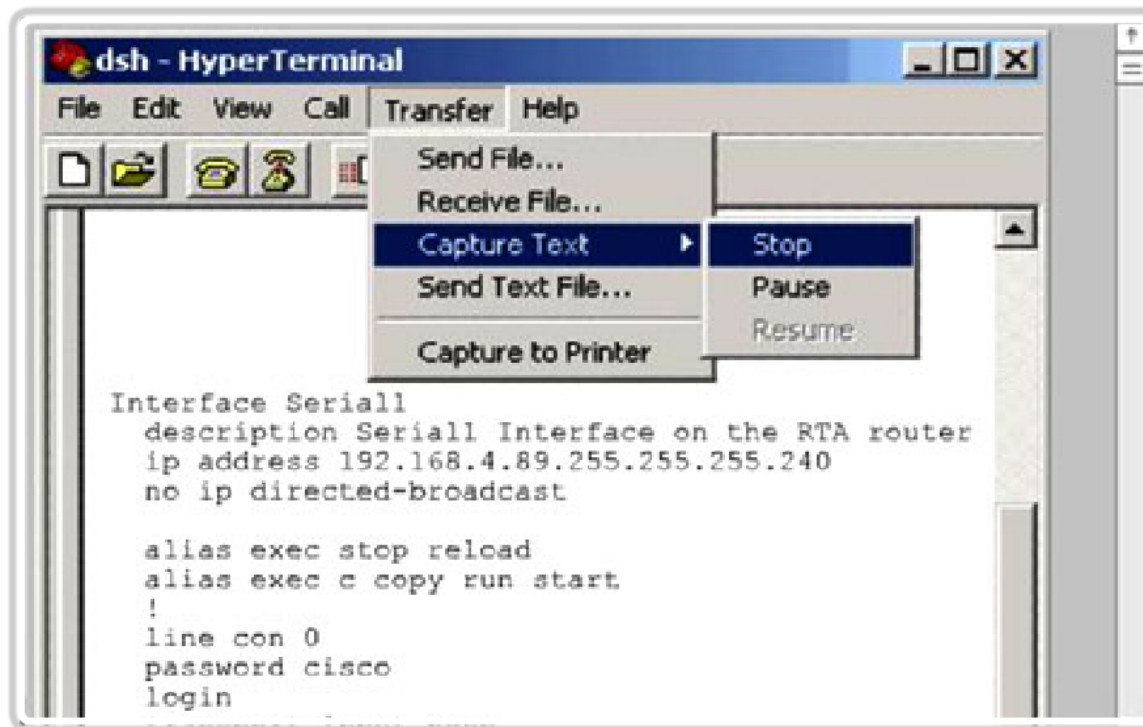 dsh - HyperTerminal
File Edit View Call Transfer Help
Send File...
Receive File...
Capture Text
Send Text File...
Capture to Printer
Stop
Pause
Resume
Interface Serial1
description Serial1 Interface on the RTA router
ip address 192.168.4.89.255.255.255.240
no ip directed-broadcast
alias exec stop reload
alias exec c copy run start
!
line con 0
password cisco
login